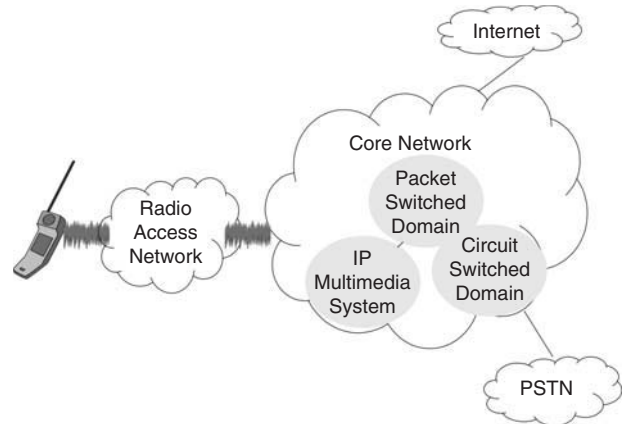 Internet
Core Network
Packet
Switched
Domain
Radio
Access
Network
IP
Multimedia
System
Circuit
Switched
Domain
PSTN